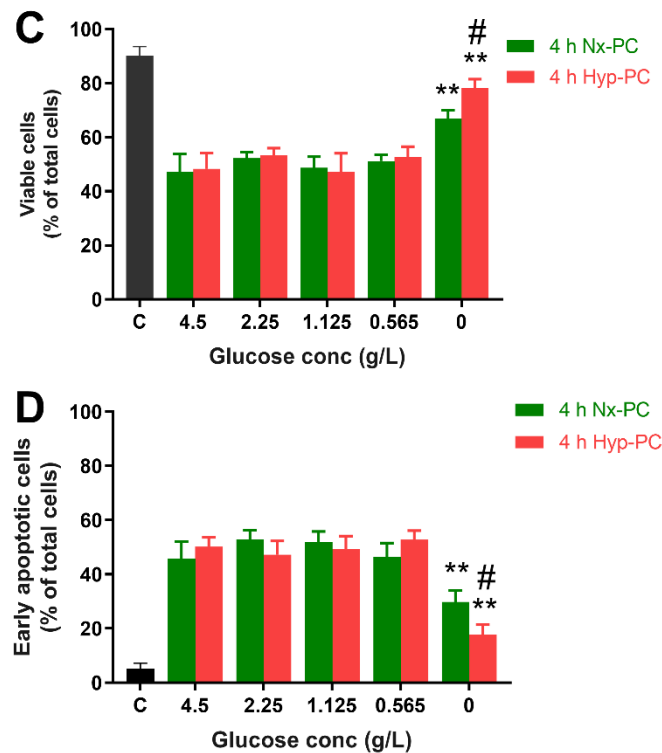 C
4 h Nx-PC
4 h Hyp-PC
Viable cells
(% of total cells)
100
80
60
40
20
0
#
**
**
C 4.5 2.25 1.125 0.565 0
Glucose conc (g/L)
D
4 h Nx-PC
4 h Hyp-PC
Early apoptotic cells
(% of total cells)
100
80
60
40
20
0
#
**
**
C 4.5 2.25 1.125 0.565 0
Glucose conc (g/L)